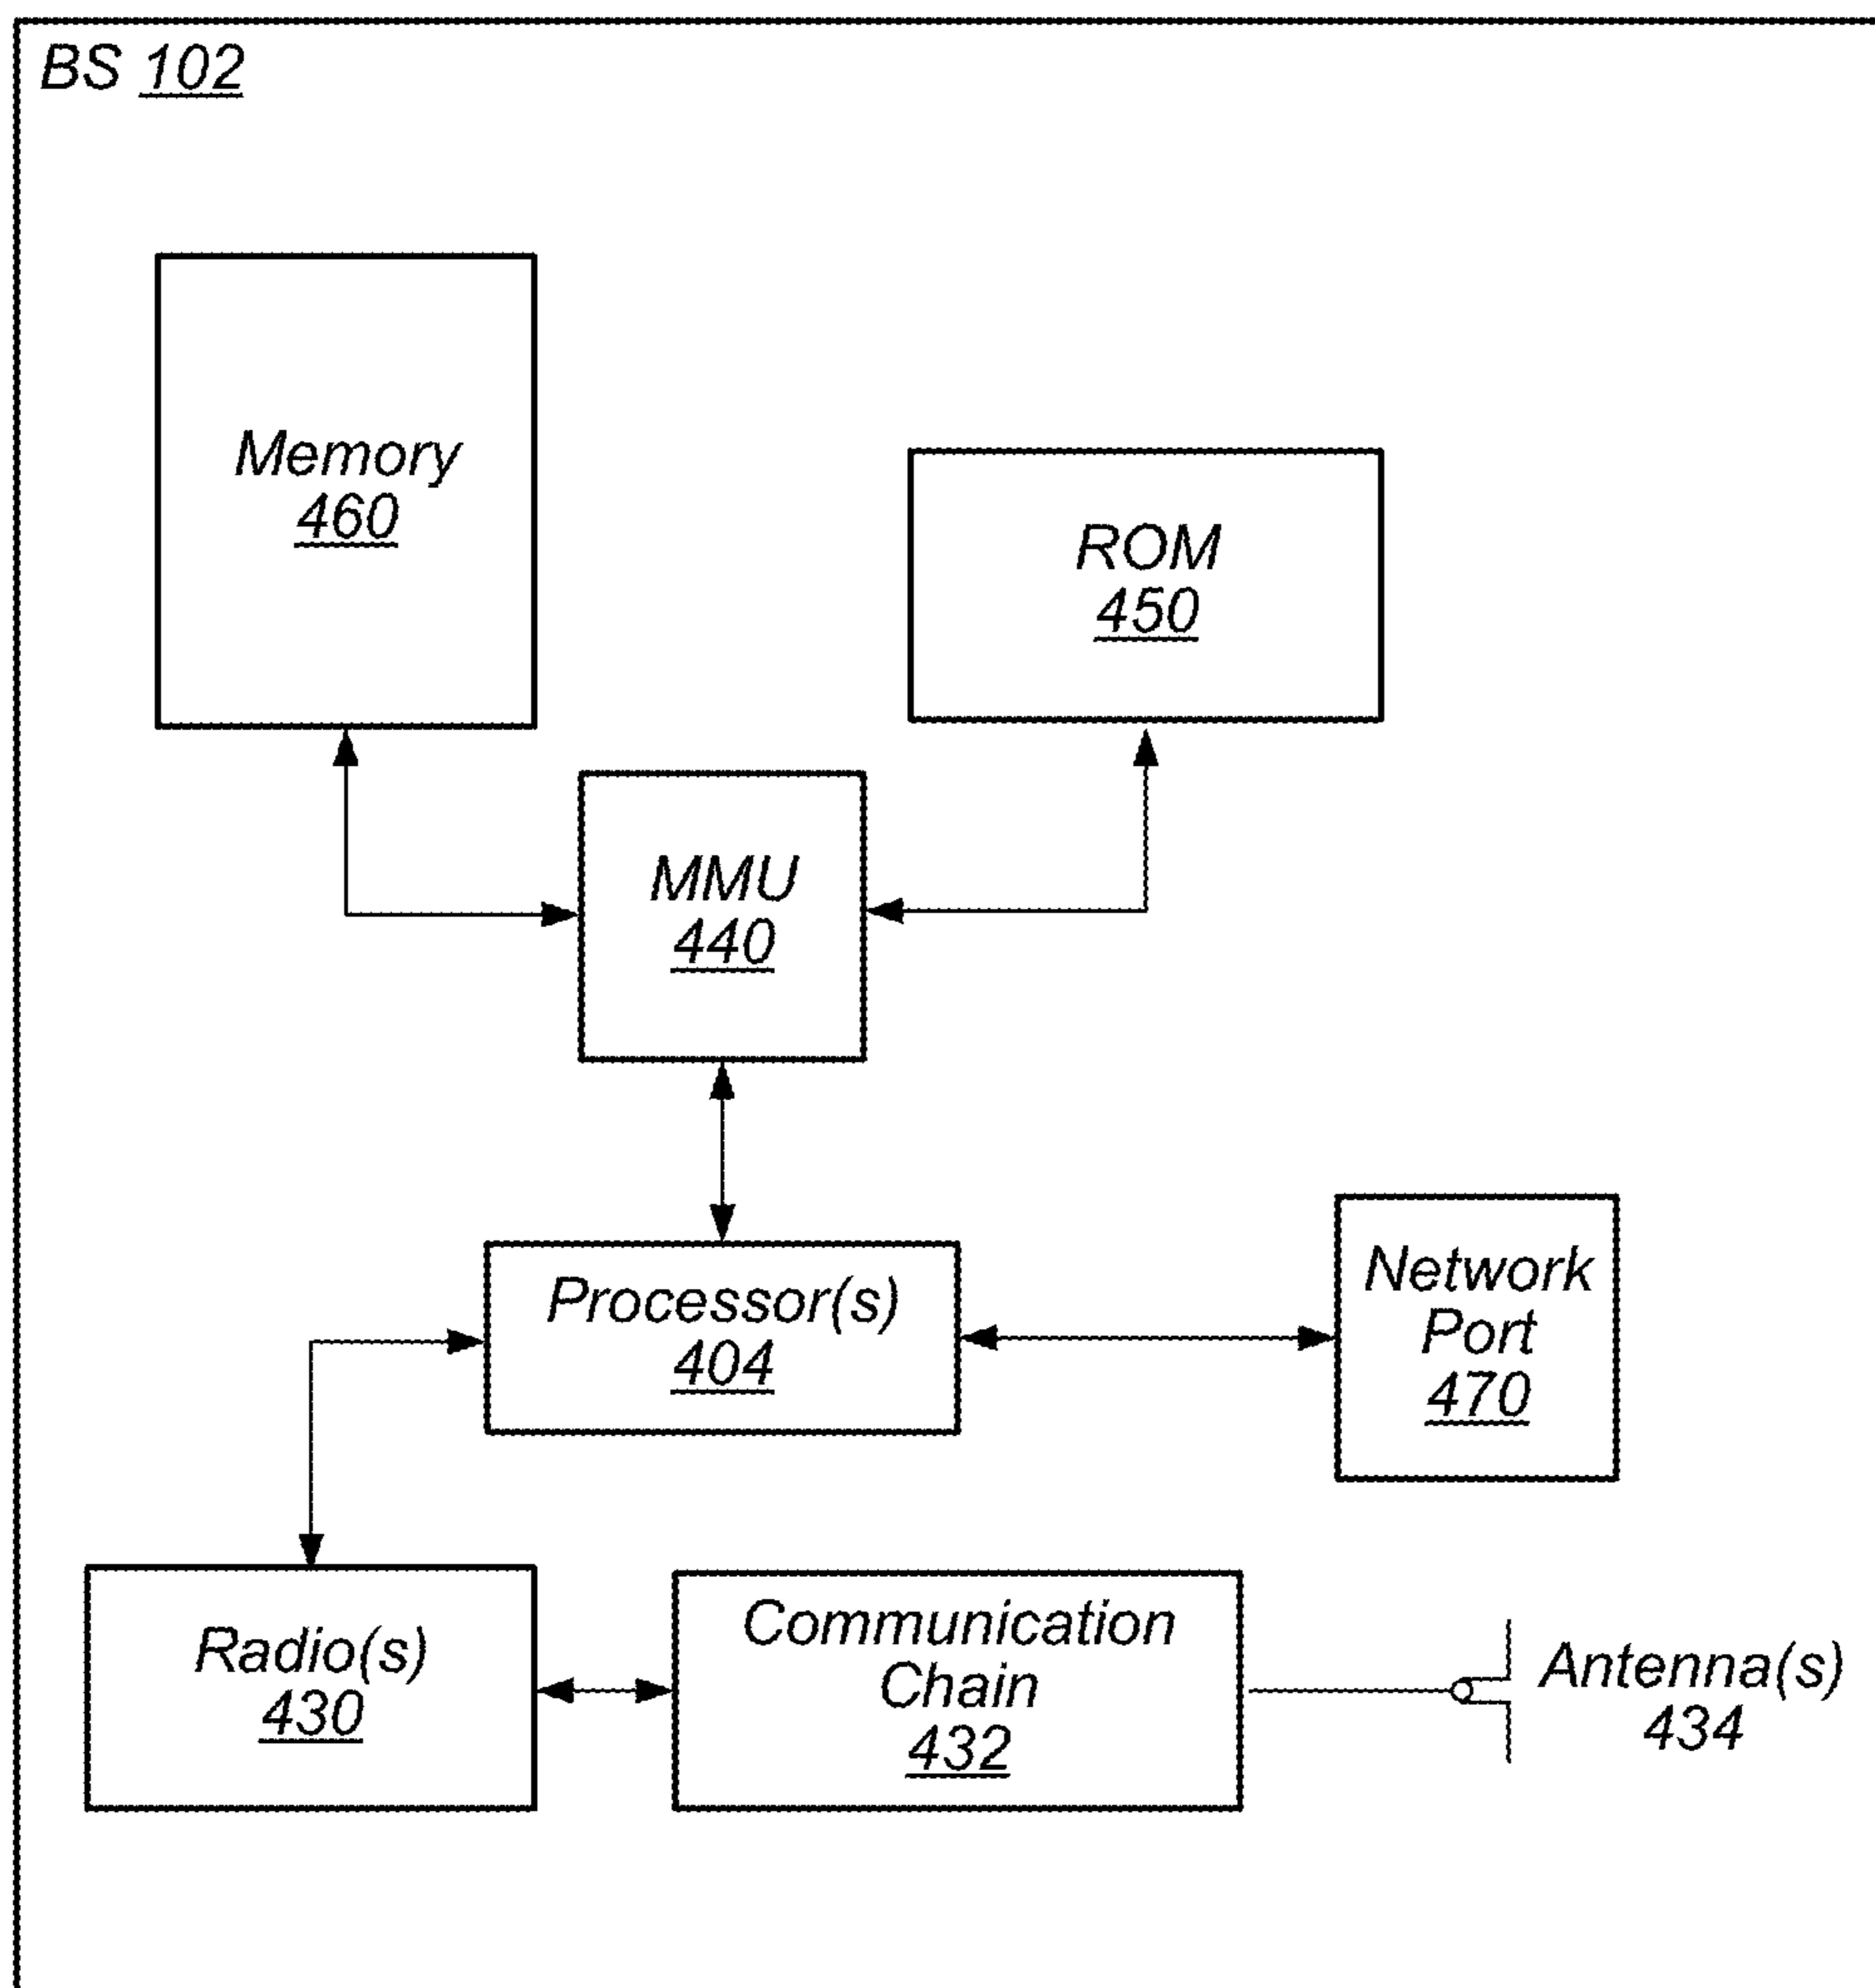 BS 102
Memory
460
ROM
450
MMU
440
Processor(s)
404
Network
Port
470
Radio(s)
430
Communication
Chain
432
Antenna(s)
434